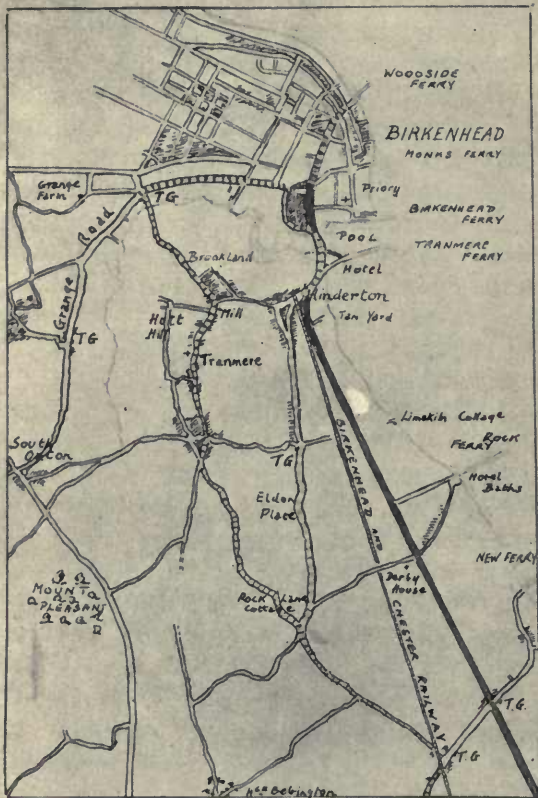 WOODSIDE
FERRY
BIRKENHEAD
MONKS FERRY
Priory
BIRKENHEAD
FERRY
TRANMERE
FERRY
POOL
Hotel
Grange
Farm
T G
Grange Road
Brookland
Hinderton
Tan Yard
Mill
Holt
Hill
Tranmere
TG
Limekiln Cottage
ROCK
FERRY
South
Oxton
TG
Hotel
Baths
Eldon
Place
BIRKENHEAD AND CHESTER RAILWAY
NEW FERRY
Derby
House
MOUNT
PLEASANT
Rock Lane
Cottage
T.G.
T.G
Bebington